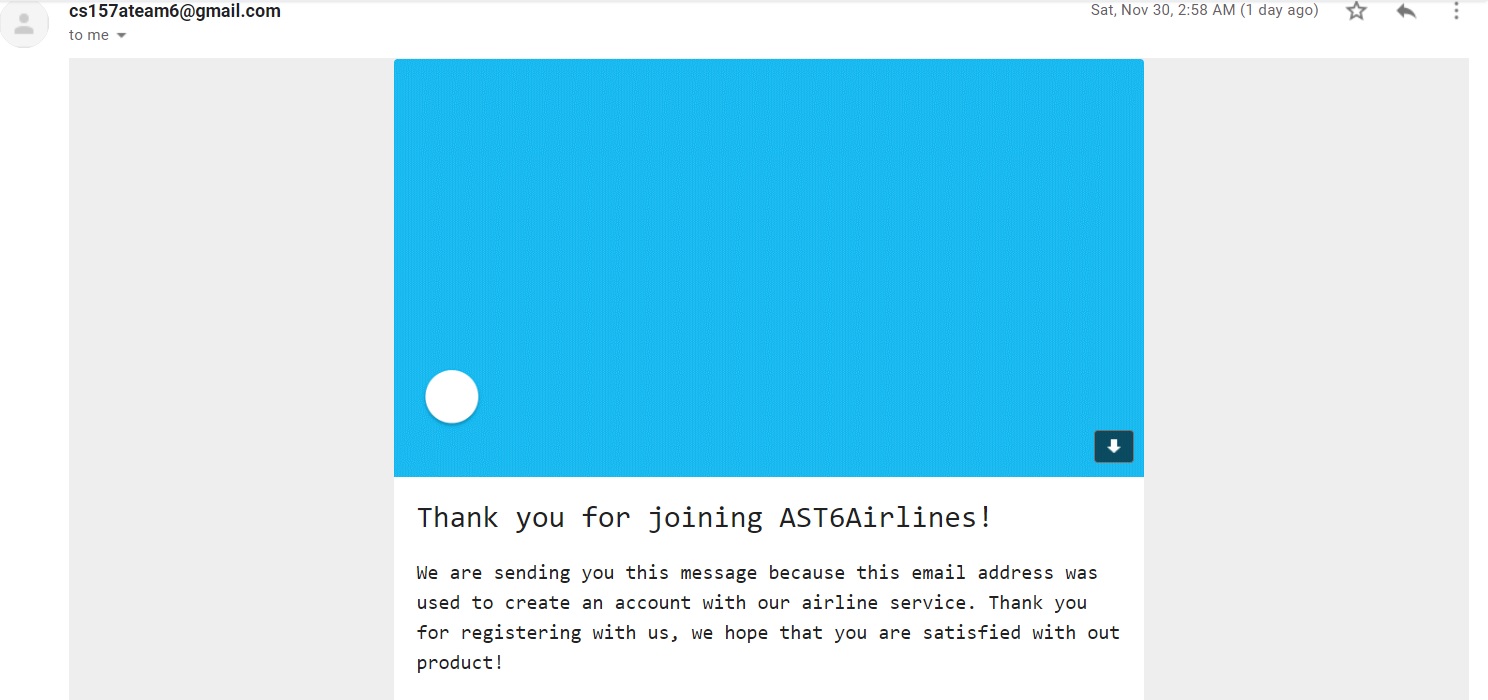 cs157ateam6@gmail.com
Sat, Nov 30, 2:58 AM (1 day ago)
to me
Thank you for joining AST6Airlines!
We are sending you this message because this email address was
used to create an account with our airline service. Thank you
for registering with us, we hope that you are satisfied with out
product!